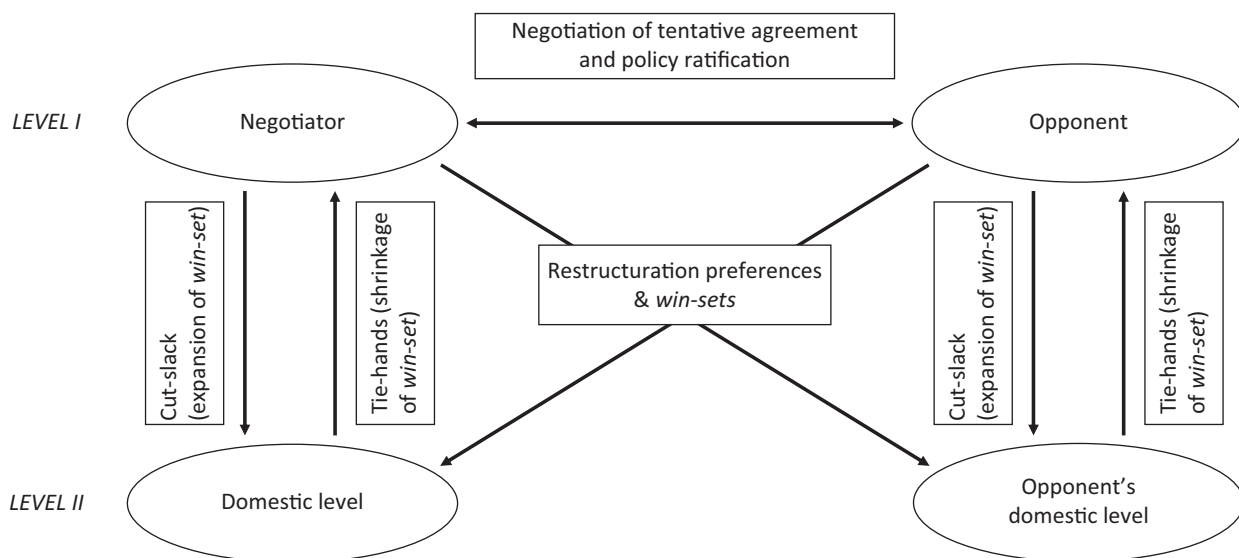 Negotiation of tentative agreement
and policy ratification
LEVEL I
Negotiator
Opponent
Cut-slack
(expansion of win-set)
Tie-hands (shrinkage
of win-set)
Restructuration preferences
& win-sets
Cut-slack
(expansion of win-set)
Tie-hands (shrinkage
of win-set)
LEVEL II
Domestic level
Opponent’s
domestic level